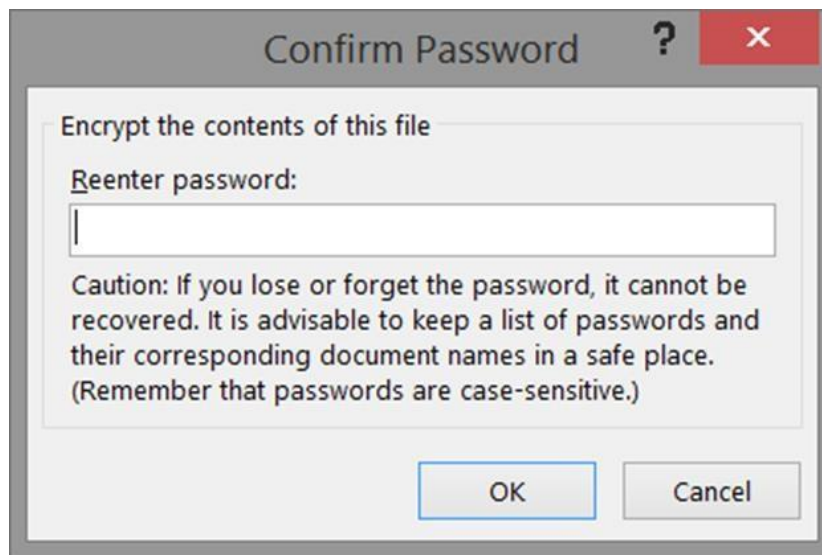 Confirm Password ?
Encrypt the contents of this file
Reenter password:
Caution: If you lose or forget the password, it cannot be
recovered. It is advisable to keep a list of passwords and
their corresponding document names in a safe place.
(Remember that passwords are case-sensitive.)
OK Cancel